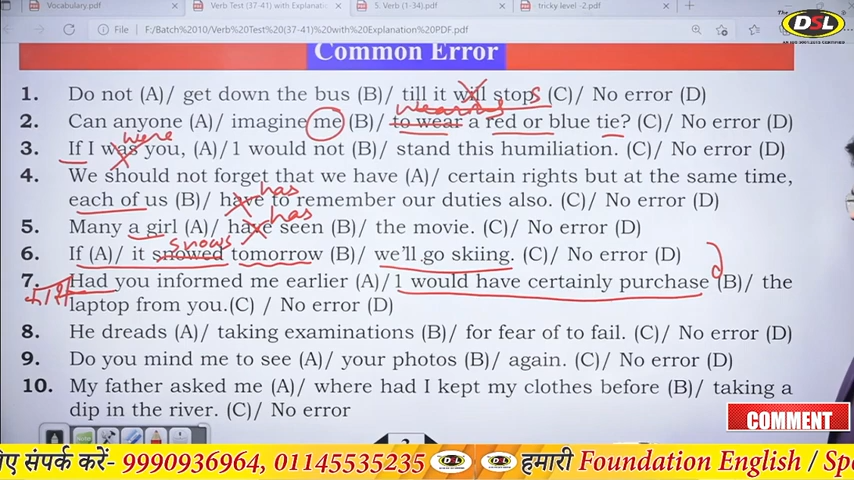 Vocabulary.pdf
Verb Test (37-41) with Explanation
5: Verb (1-34).pdf
tricky level -2.pdf
File
F:/Batch%2010/Verb%20Test%20(37-41)%20with%20Explanation%20PDF.pdf
The
DSL
Common Error
1. Do not (A)/ get down the bus (B)/ till it will stop (C)/ No error (D)
s
wearing
2. Can anyone (A)/ imagine me (B)/ to wear a red or blue tie? (C)/ No error (D)
were
3. If I was you, (A)/1 would not (B)/ stand this humiliation. (C)/ No error (D)
4. We should not forget that we have (A)/ certain rights but at the same time,
has
each of us (B)/ have to remember our duties also. (C)/ No error (D)
has
5. Many a girl (A)/ have seen (B)/ the movie. (C)/ No error (D)
snows
6. If (A)/ it snowed tomorrow (B)/ we'll go skiing. (C)/ No error (D)
d
7. Had you informed me earlier (A)/1 would have certainly purchase (B)/ the
laptop from you.(C) / No error (D)
8. He dreads (A)/ taking examinations (B)/ for fear of to fail. (C)/ No error (D)
9. Do you mind me to see (A)/ your photos (B)/ again. (C)/ No error (D)
10. My father asked me (A)/ where had I kept my clothes before (B)/ taking a
dip in the river. (C)/ No error
COMMENT
संपर्क करें- 9990936964, 01145535235 DSL DSL हमारी Foundation English / Spo